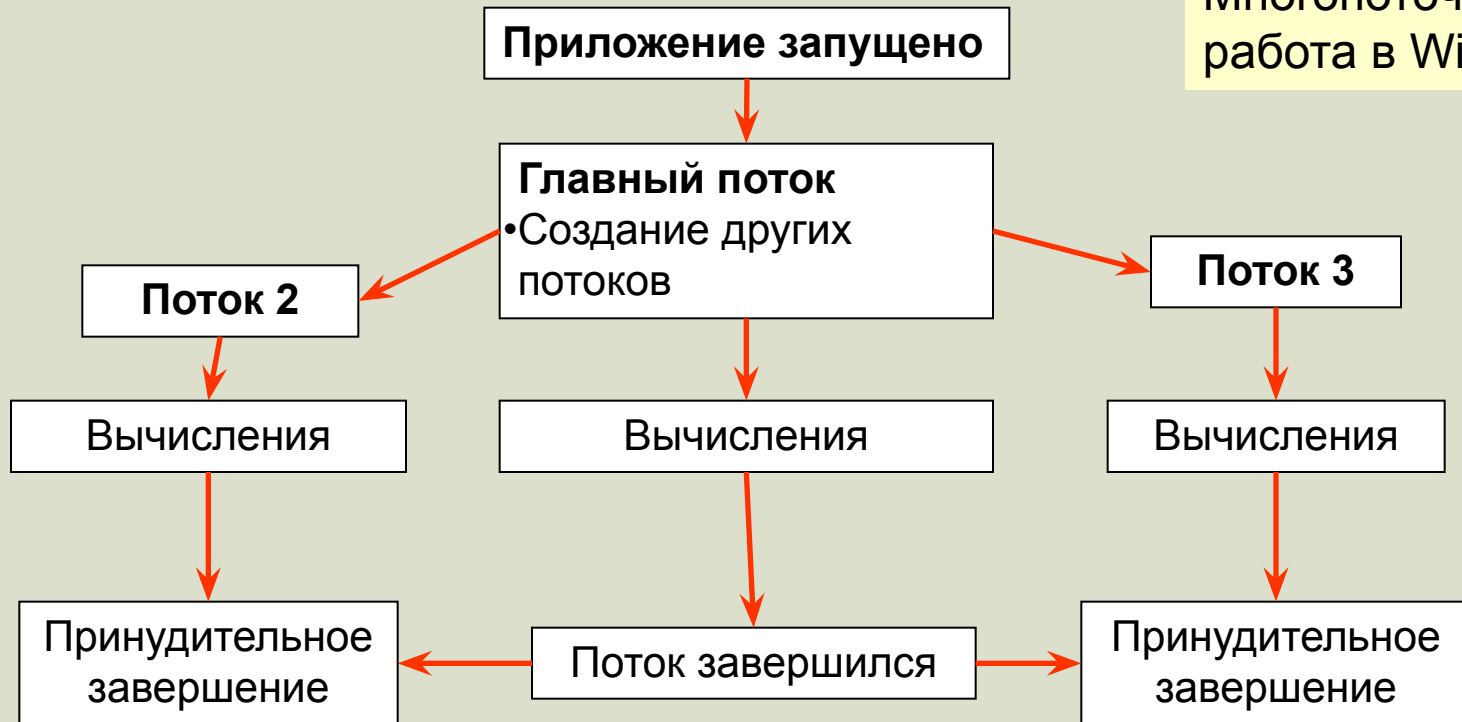 Приложение запущено
работа в
Главный поток
•Создание других
потоков
Поток 2
Поток 3
Вычисления
Вычисления
Вычисления
Принудительное
завершение
Поток завершился
Принудительное
завершение